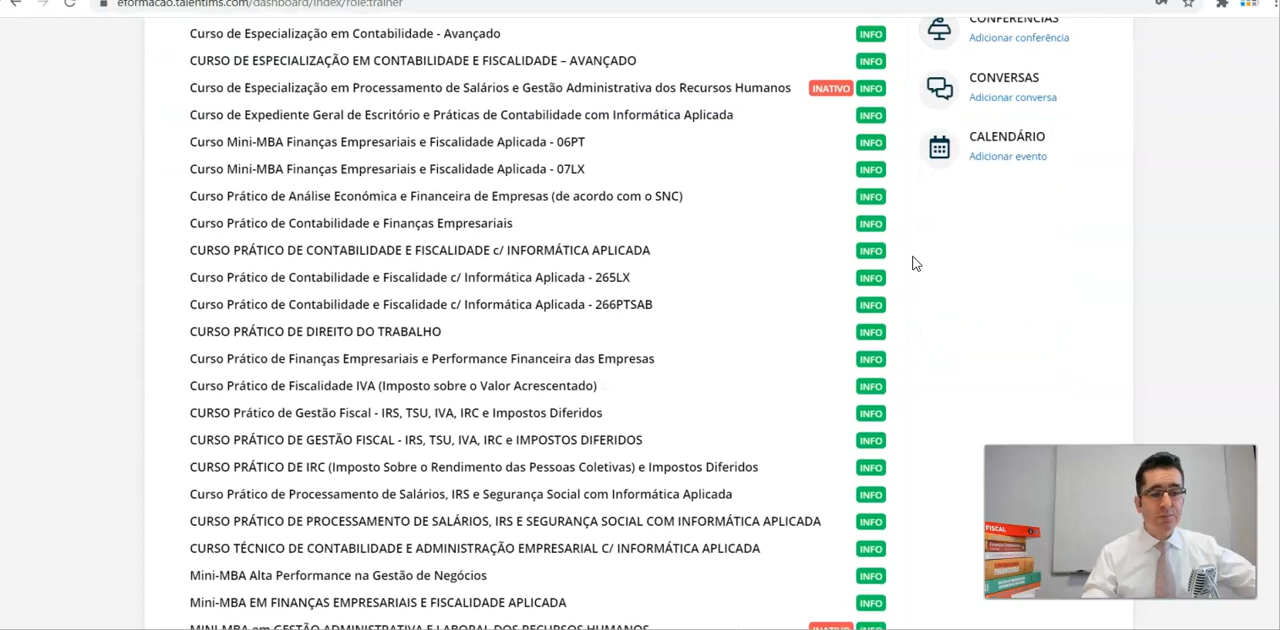 eformacao.talentlms.com/dashboard/index/role:trainer
CONFERÊNCIAS
Curso de Especialização em Contabilidade - Avançado INFO
Adicionar conferência
CURSO DE ESPECIALIZAÇÃO EM CONTABILIDADE E FISCALIDADE – AVANÇADO INFO
CONVERSAS
Curso de Especialização em Processamento de Salários e Gestão Administrativa dos Recursos Humanos INATIVO INFO
Adicionar conversa
Curso de Expediente Geral de Escritório e Práticas de Contabilidade com Informática Aplicada INFO
CALENDÁRIO
Curso Mini-MBA Finanças Empresariais e Fiscalidade Aplicada - 06PT INFO
Adicionar evento
Curso Mini-MBA Finanças Empresariais e Fiscalidade Aplicada - 07LX INFO
Curso Prático de Análise Económica e Financeira de Empresas (de acordo com o SNC) INFO
Curso Prático de Contabilidade e Finanças Empresariais INFO
CURSO PRÁTICO DE CONTABILIDADE E FISCALIDADE c/ INFORMÁTICA APLICADA INFO
Curso Prático de Contabilidade e Fiscalidade c/ Informática Aplicada - 265LX INFO
Curso Prático de Contabilidade e Fiscalidade c/ Informática Aplicada - 266PTSAB INFO
CURSO PRÁTICO DE DIREITO DO TRABALHO INFO
Curso Prático de Finanças Empresariais e Performance Financeira das Empresas INFO
Curso Prático de Fiscalidade IVA (Imposto sobre o Valor Acrescentado) INFO
CURSO Prático de Gestão Fiscal - IRS, TSU, IVA, IRC e Impostos Diferidos INFO
CURSO PRÁTICO DE GESTÃO FISCAL - IRS, TSU, IVA, IRC e IMPOSTOS DIFERIDOS INFO
CURSO PRÁTICO DE IRC (Imposto Sobre o Rendimento das Pessoas Coletivas) e Impostos Diferidos INFO
Curso Prático de Processamento de Salários, IRS e Segurança Social com Informática Aplicada INFO
CURSO PRÁTICO DE PROCESSAMENTO DE SALÁRIOS, IRS E SEGURANÇA SOCIAL COM INFORMÁTICA APLICADA INFO
FISCAL
CURSO TÉCNICO DE CONTABILIDADE E ADMINISTRAÇÃO EMPRESARIAL C/ INFORMÁTICA APLICADA INFO
Mini-MBA Alta Performance na Gestão de Negócios INFO
Mini-MBA EM FINANÇAS EMPRESARIAIS E FISCALIDADE APLICADA INFO
MINI-MBA em GESTÃO ADMINISTRATIVA E LABORAL DOS RECURSOS HUMANOS INATIVO INFO